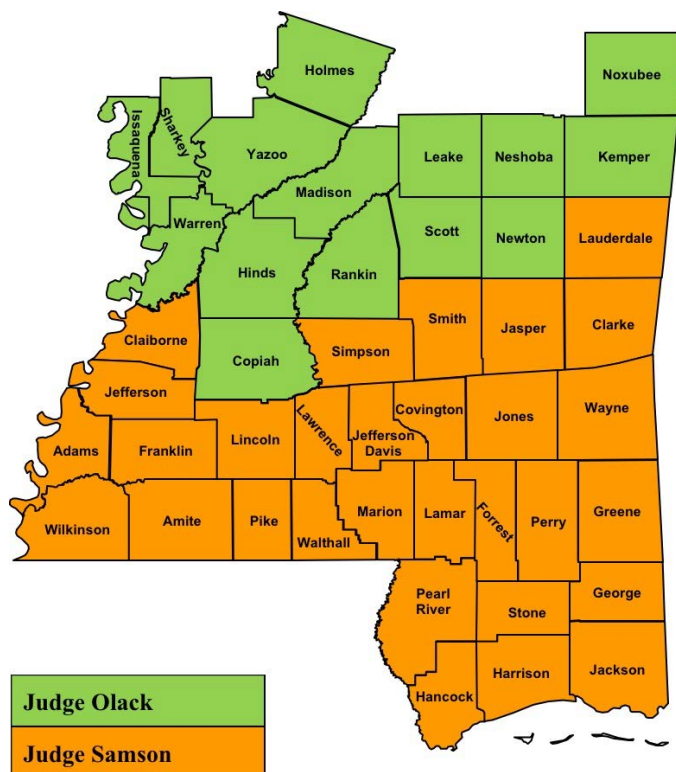 Holmes
Noxubee
Issaquena
Sharkey
Yazoo
Leake
Neshoba
Kemper
Madison
Warren
Scott
Newton
Lauderdale
Hinds
Rankin
Claiborne
Smith
Jasper
Clarke
Copiah
Simpson
Jefferson
Lawrence
Covington
Jones
Wayne
Lincoln
Jefferson
Davis
Adams
Franklin
Wilkinson
Amite
Pike
Walthall
Marion
Lamar
Forrest
Perry
Greene
Pearl
River
Stone
George
Hancock
Harrison
Jackson
Judge Olack
Judge Samson